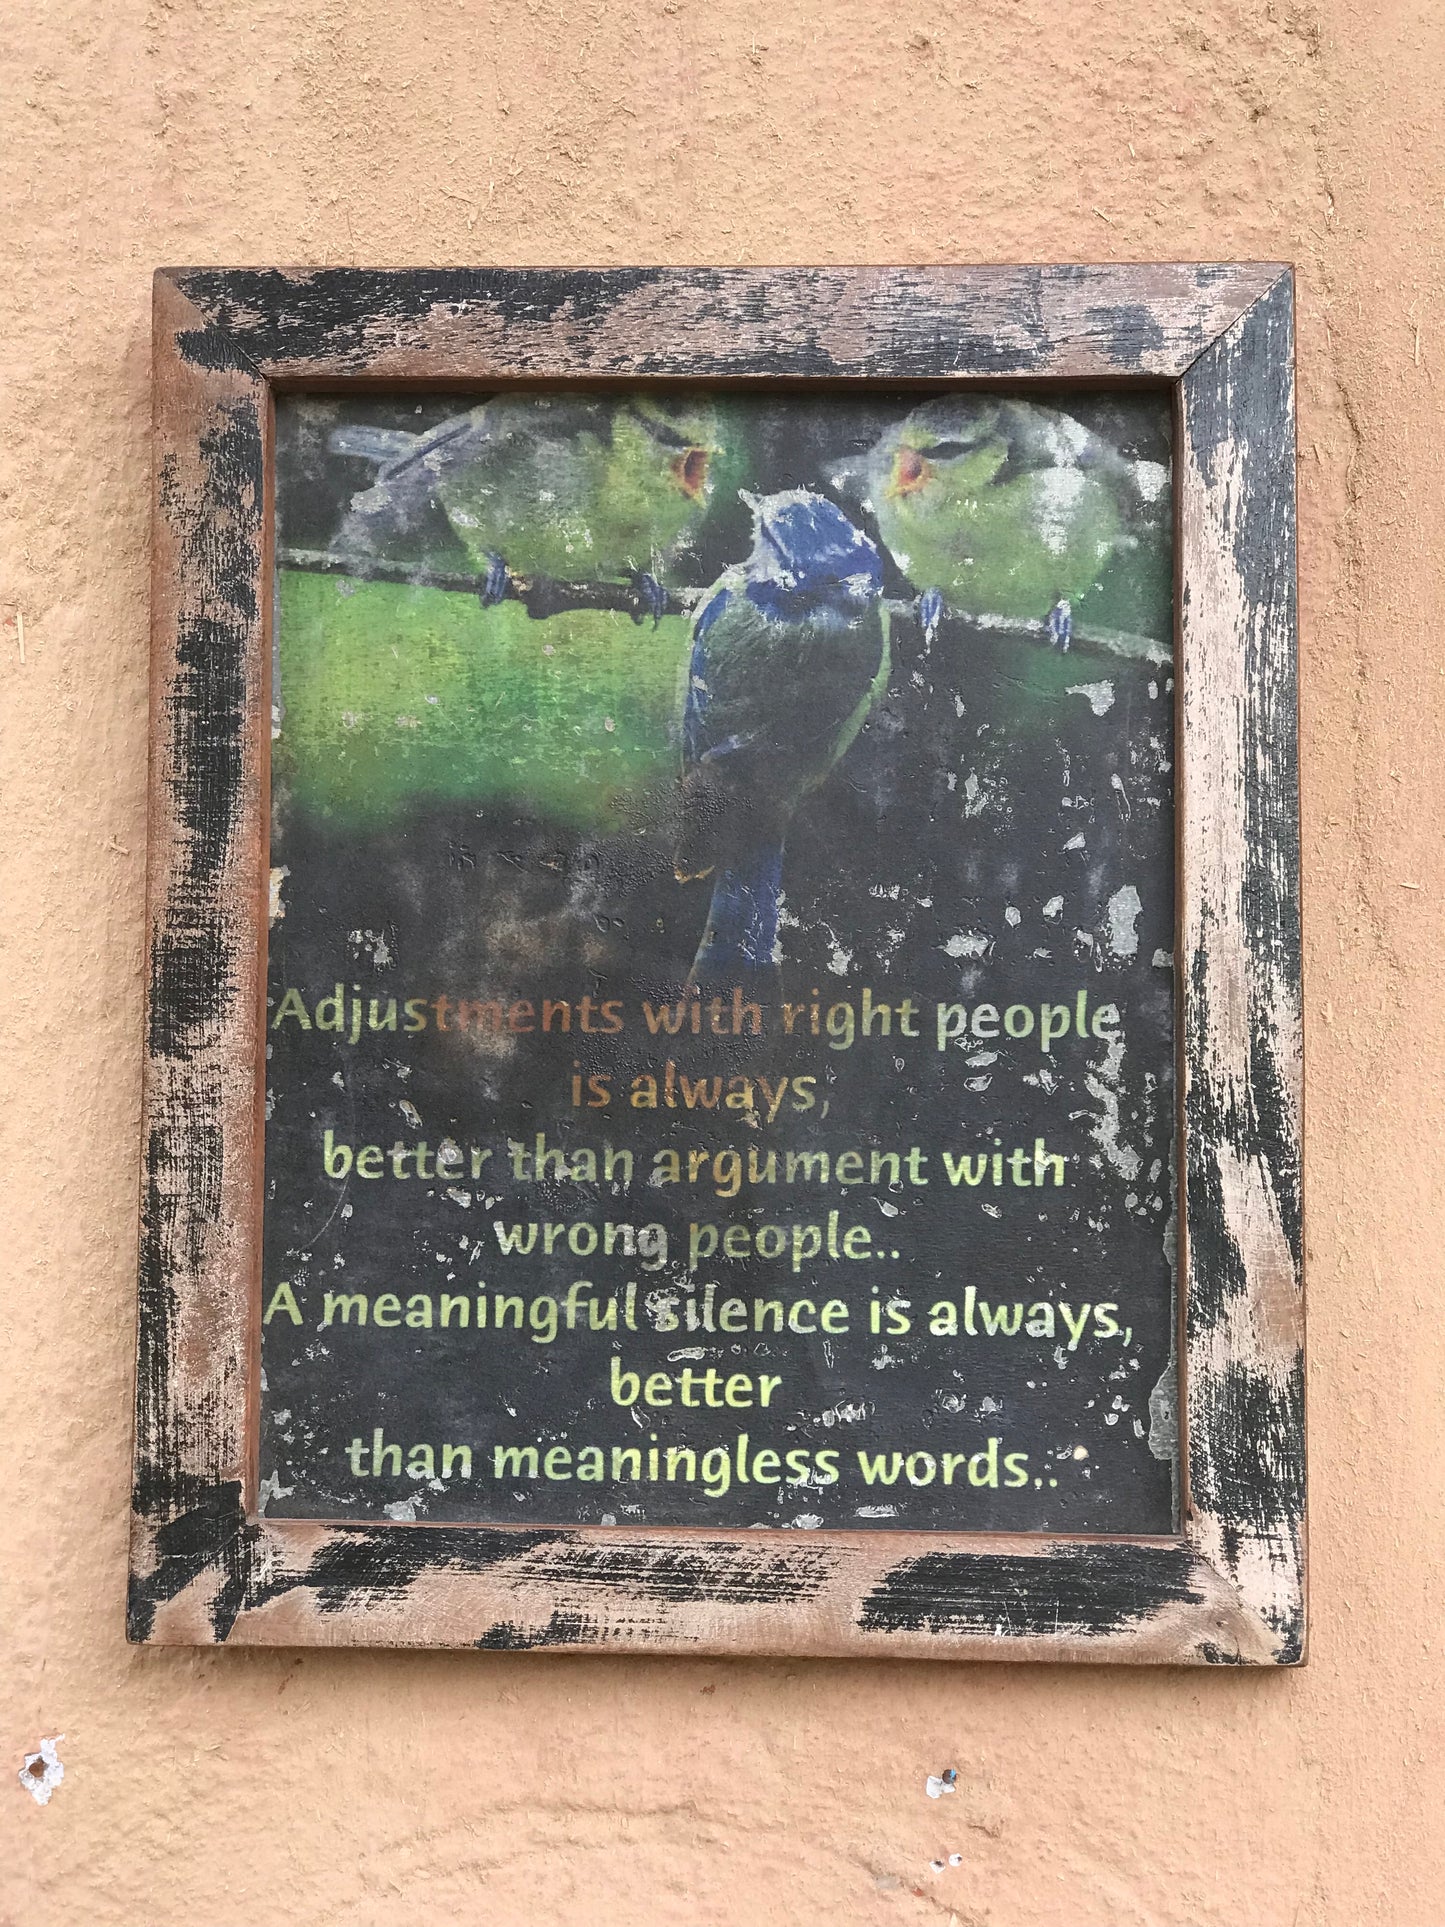 Adjustments with right people
is always,
better than argument with
wrong people..
A meaningful silence is always,
better
than meaningless words..